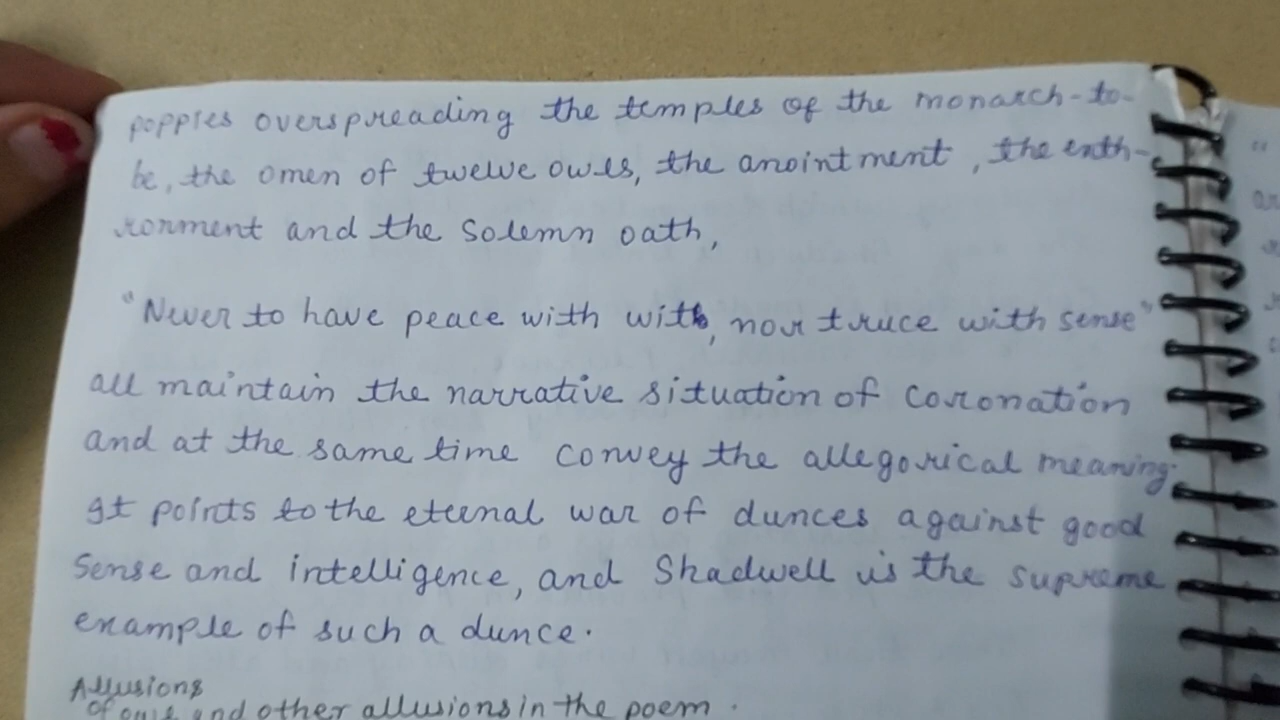 poppies overspreading the temples of the monarch-to-
be, the omen of twelve owls, the anointment, the enth-
ronment and the solemn oath,
"Never to have peace with wit, nor truce with sense"
all maintain the narrative situation of coronation
and at the same time convey the allegorical meaning.
It points to the eternal war of dunces against good
Sense and intelligence, and Shadwell is the supreme
example of such a dunce.
Allusions
and other allusions in the poem.